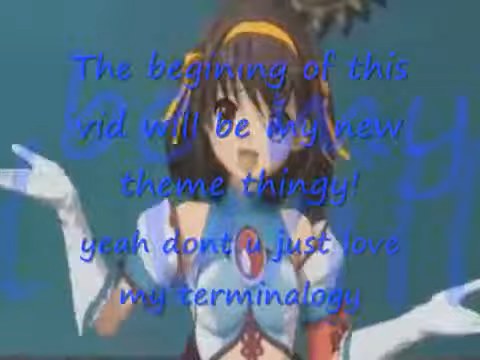 The begining of this
vid will be my new
theme thingy!
yeah dont u just love
my terminalogy